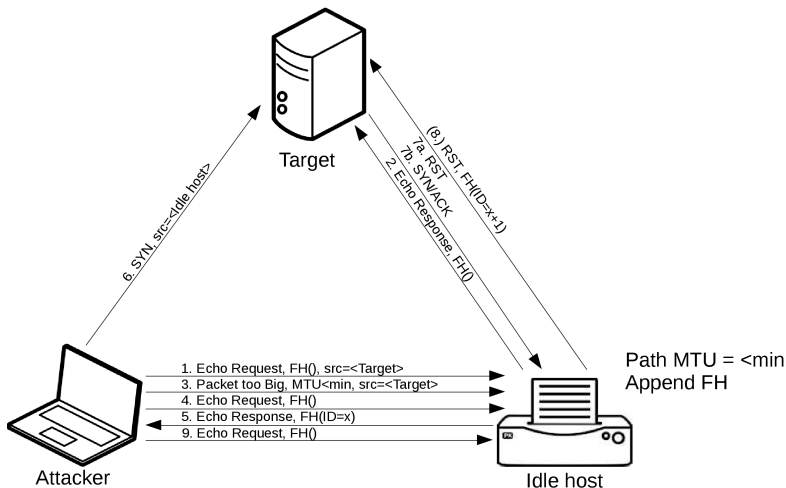 Target
6. SYN, src=<Idle host>
(8.) RST, FH(ID=x+1)
7a. RST
7b. SYN/ACK
2. Echo Response, FH()
1. Echo Request, FH(), src=<Target>
3. Packet too Big, MTU<min, src=<Target>
4. Echo Request, FH()
5. Echo Response, FH(ID=x)
9. Echo Request, FH()
Path MTU = <min
Append FH
Attacker
Idle host